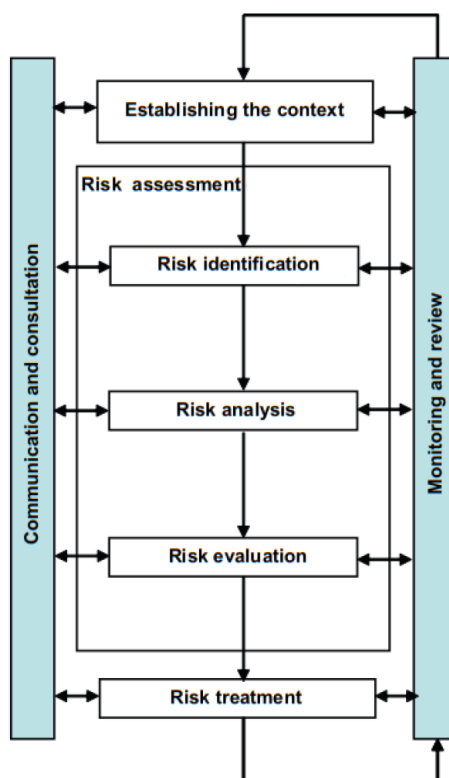 Establishing the context
Risk assessment
Risk identification
Risk analysis
Risk evaluation
Risk treatment
Communication and consultation
Monitoring and review